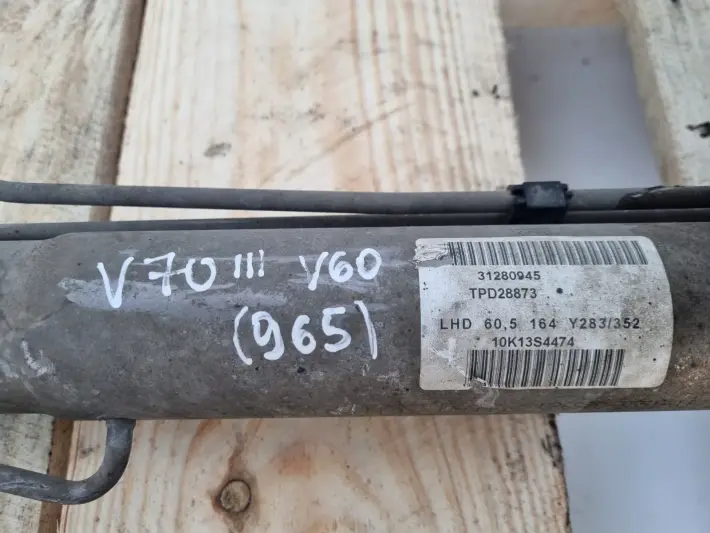 V70 III V60
(965)
31280945
TPD28873
LHD 60,5 164 Y283/352
10K13S4474